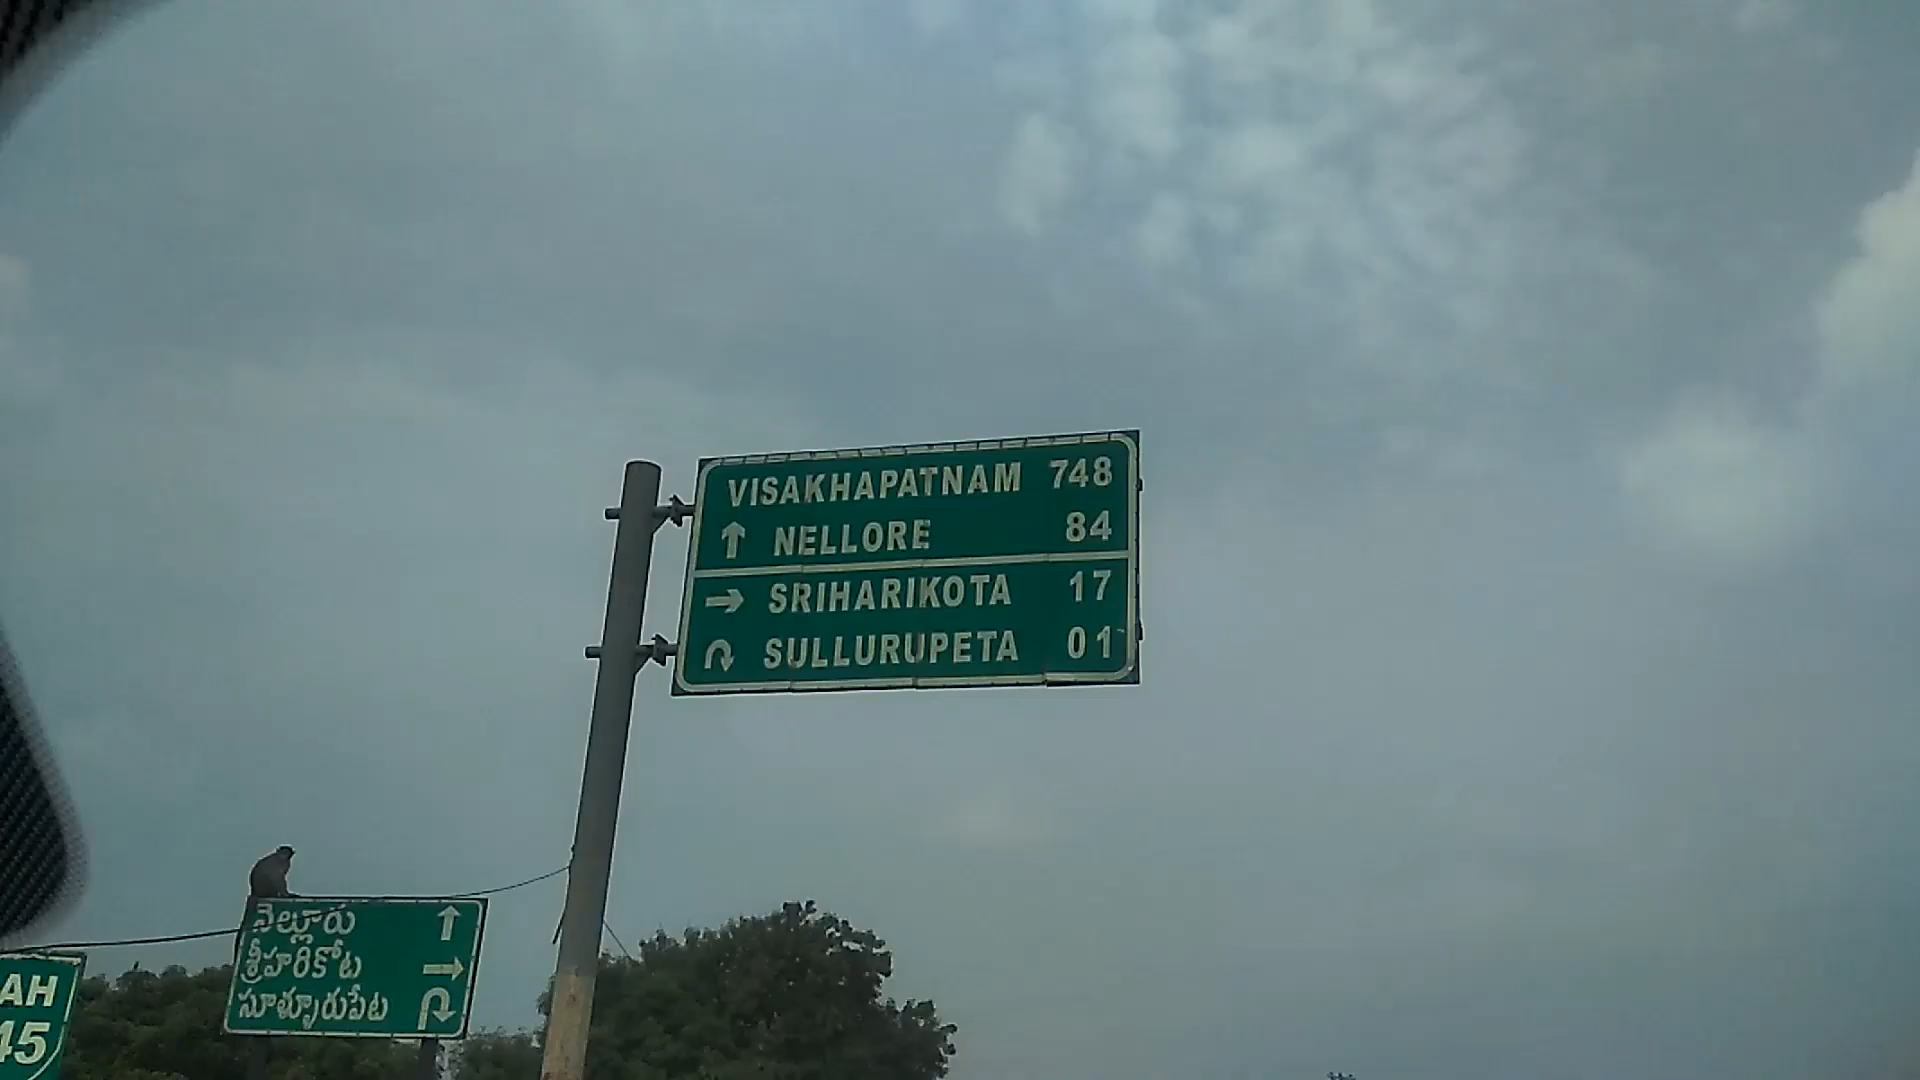 VISAKHAPATNAM 748
NELLORE 84
SRIHARIKOTA 17
SULLURUPETA 01
నెల్లూరు
శ్రీహరికోట
సూళ్ళూరుపేట
AH
45